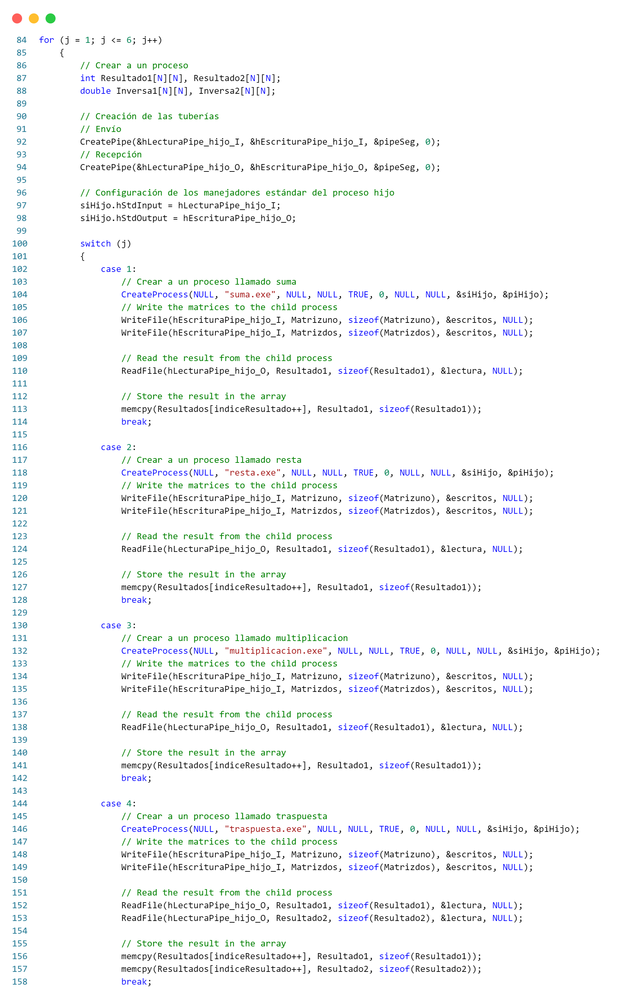 84 for (j = 1; j <= 6; j++)
85     {
86         // Crear a un proceso
87         int Resultado1[N][N], Resultado2[N][N];
88         double Inversa1[N][N], Inversa2[N][N];
89
90         // Creación de las tuberías
91         // Envío
92         CreatePipe(&hLecturaPipe_hijo_I, &hEscrituraPipe_hijo_I, &pipeSeg, 0);
93         // Recepción
94         CreatePipe(&hLecturaPipe_hijo_O, &hEscrituraPipe_hijo_O, &pipeSeg, 0);
95
96         // Configuración de los manejadores estándar del proceso hijo
97         siHijo.hStdInput = hLecturaPipe_hijo_I;
98         siHijo.hStdOutput = hEscrituraPipe_hijo_O;
99
100         switch (j)
101         {
102             case 1:
103                 // Crear a un proceso llamado suma
104                 CreateProcess(NULL, "suma.exe", NULL, NULL, TRUE, 0, NULL, NULL, &siHijo, &piHijo);
105                 // Write the matrices to the child process
106                 WriteFile(hEscrituraPipe_hijo_I, Matrizuno, sizeof(Matrizuno), &escritos, NULL);
107                 WriteFile(hEscrituraPipe_hijo_I, Matrizdos, sizeof(Matrizdos), &escritos, NULL);
108
109                 // Read the result from the child process
110                 ReadFile(hLecturaPipe_hijo_O, Resultado1, sizeof(Resultado1), &lectura, NULL);
111
112                 // Store the result in the array
113                 memcpy(Resultados[indiceResultado++], Resultado1, sizeof(Resultado1));
114                 break;
115
116             case 2:
117                 // Crear a un proceso llamado resta
118                 CreateProcess(NULL, "resta.exe", NULL, NULL, TRUE, 0, NULL, NULL, &siHijo, &piHijo);
119                 // Write the matrices to the child process
120                 WriteFile(hEscrituraPipe_hijo_I, Matrizuno, sizeof(Matrizuno), &escritos, NULL);
121                 WriteFile(hEscrituraPipe_hijo_I, Matrizdos, sizeof(Matrizdos), &escritos, NULL);
122
123                 // Read the result from the child process
124                 ReadFile(hLecturaPipe_hijo_O, Resultado1, sizeof(Resultado1), &lectura, NULL);
125
126                 // Store the result in the array
127                 memcpy(Resultados[indiceResultado++], Resultado1, sizeof(Resultado1));
128                 break;
129
130             case 3:
131                 // Crear a un proceso llamado multiplicacion
132                 CreateProcess(NULL, "multiplicacion.exe", NULL, NULL, TRUE, 0, NULL, NULL, &siHijo, &piHijo);
133                 // Write the matrices to the child process
134                 WriteFile(hEscrituraPipe_hijo_I, Matrizuno, sizeof(Matrizuno), &escritos, NULL);
135                 WriteFile(hEscrituraPipe_hijo_I, Matrizdos, sizeof(Matrizdos), &escritos, NULL);
136
137                 // Read the result from the child process
138                 ReadFile(hLecturaPipe_hijo_O, Resultado1, sizeof(Resultado1), &lectura, NULL);
139
140                 // Store the result in the array
141                 memcpy(Resultados[indiceResultado++], Resultado1, sizeof(Resultado1));
142                 break;
143
144             case 4:
145                 // Crear a un proceso llamado traspuesta
146                 CreateProcess(NULL, "traspuesta.exe", NULL, NULL, TRUE, 0, NULL, NULL, &siHijo, &piHijo);
147                 // Write the matrices to the child process
148                 WriteFile(hEscrituraPipe_hijo_I, Matrizuno, sizeof(Matrizuno), &escritos, NULL);
149                 WriteFile(hEscrituraPipe_hijo_I, Matrizdos, sizeof(Matrizdos), &escritos, NULL);
150
151                 // Read the result from the child process
152                 ReadFile(hLecturaPipe_hijo_O, Resultado1, sizeof(Resultado1), &lectura, NULL);
153                 ReadFile(hLecturaPipe_hijo_O, Resultado2, sizeof(Resultado2), &lectura, NULL);
154
155                 // Store the result in the array
156                 memcpy(Resultados[indiceResultado++], Resultado1, sizeof(Resultado1));
157                 memcpy(Resultados[indiceResultado++], Resultado2, sizeof(Resultado2));
158                 break;